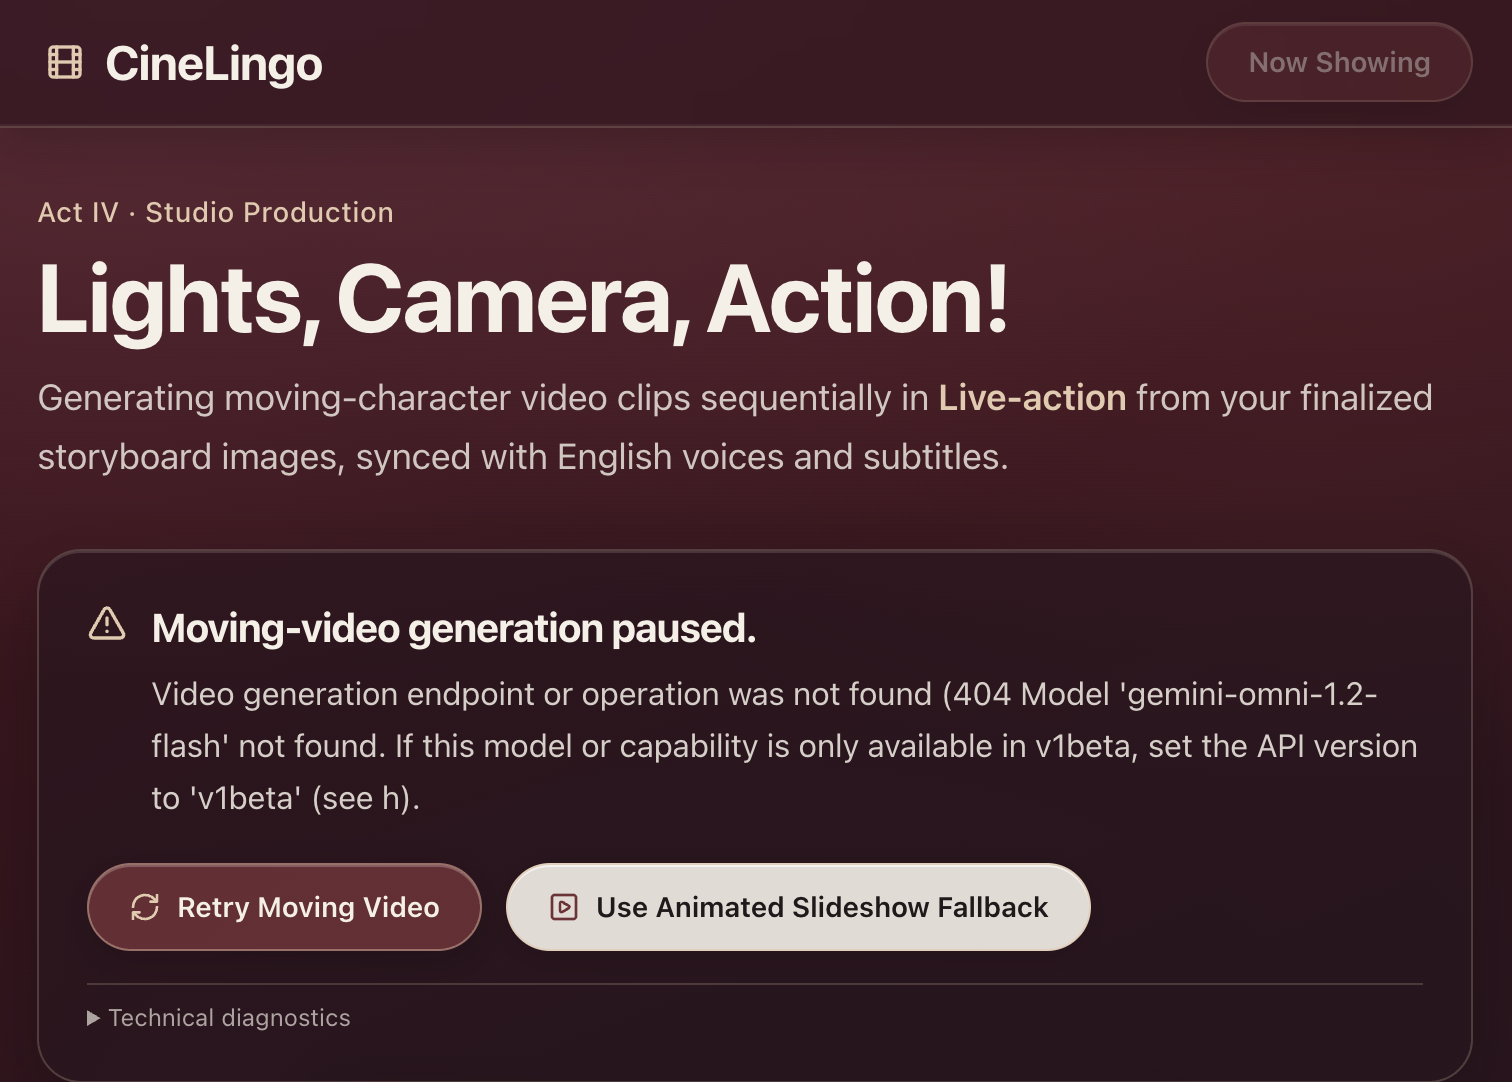 CineLingo
Now Showing
Act IV · Studio Production
Lights, Camera, Action!
Generating moving-character video clips sequentially in Live-action from your finalized
storyboard images, synced with English voices and subtitles.
Moving-video generation paused.
Video generation endpoint or operation was not found (404 Model 'gemini-omni-1.2-
flash' not found. If this model or capability is only available in v1beta, set the API version
to 'v1beta' (see h).
Retry Moving Video
Use Animated Slideshow Fallback
Technical diagnostics